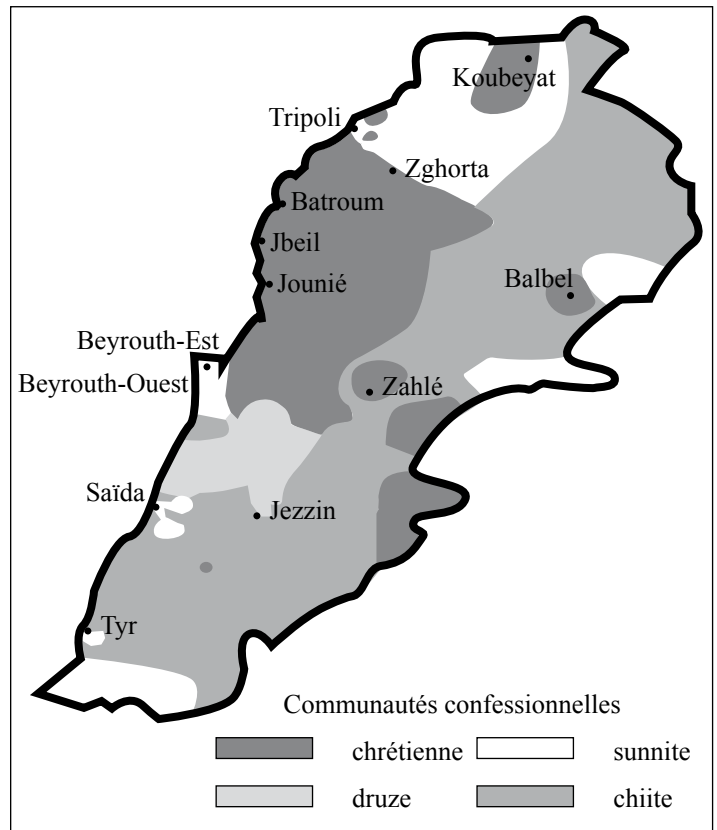 Koubeyat
Tripoli
Zghorta
Batroum
Jbeil
Jounié
Balbel
Beyrouth-Est
Beyrouth-Ouest
Zahlé
Saïda
Jezzin
Tyr
Communautés confessionnelles
chrétienne
sunnite
druze
chiite